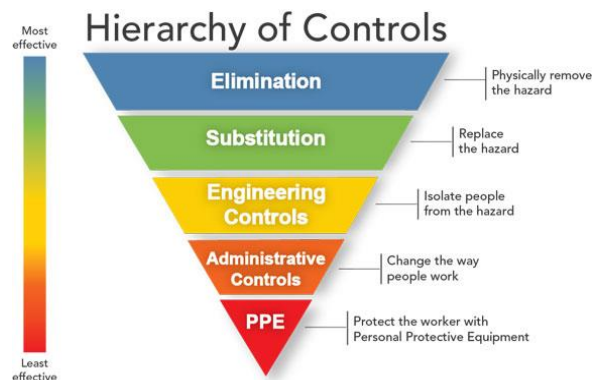 Hierarchy of Controls
Most
effective
Elimination
Physically remove
the hazard
Substitution
Replace
the hazard
Engineering
Controls
Isolate people
from the hazard
Administrative
Controls
Change the way
people work
PPE
Protect the worker with
Personal Protective Equipment
Least
effective